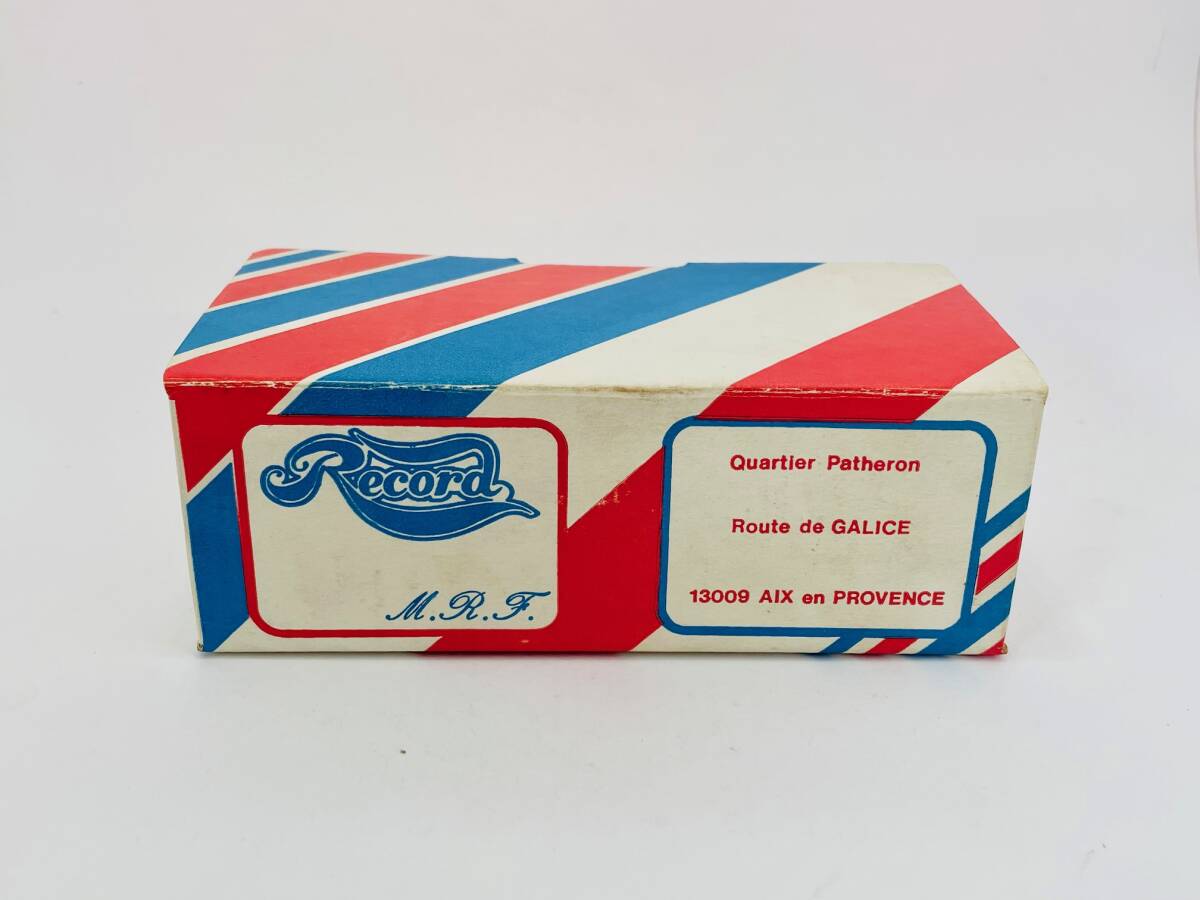 Record
M.R.F.
Quartier Patheron
Route de GALICE
13009 AIX en PROVENCE